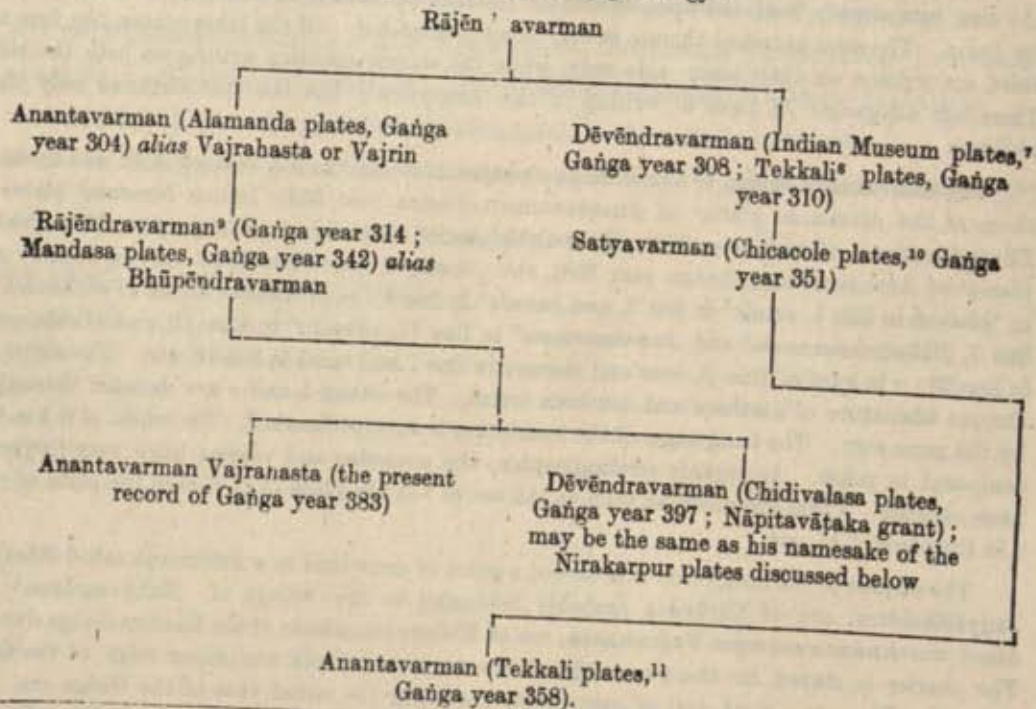 Rājēn avarman
Anantavarman (Alamanda plates, Gaṅga
year 304) alias Vajrahasta or Vajrin
Dēvēndravarman (Indian Museum plates,⁷
Gaṅga year 308 ; Tekkali⁸ plates, Gaṅga
year 310)
Rājēndravarman⁹ (Gaṅga year 314 ;
Mandasa plates, Gaṅga year 342) alias
Bhūpēndravarman
Satyavarman (Chicacole plates,¹⁰ Gaṅga
year 351)
Anantavarman Vajrahasta (the present
record of Gaṅga year 383)
Dēvēndravarman (Chidivalasa plates,
Gaṅga year 397 ; Nāpitavāṭaka grant) ;
may be the same as his namesake of the
Nirakarpur plates discussed below
Anantavarman (Tekkali plates,¹¹
Gaṅga year 358).